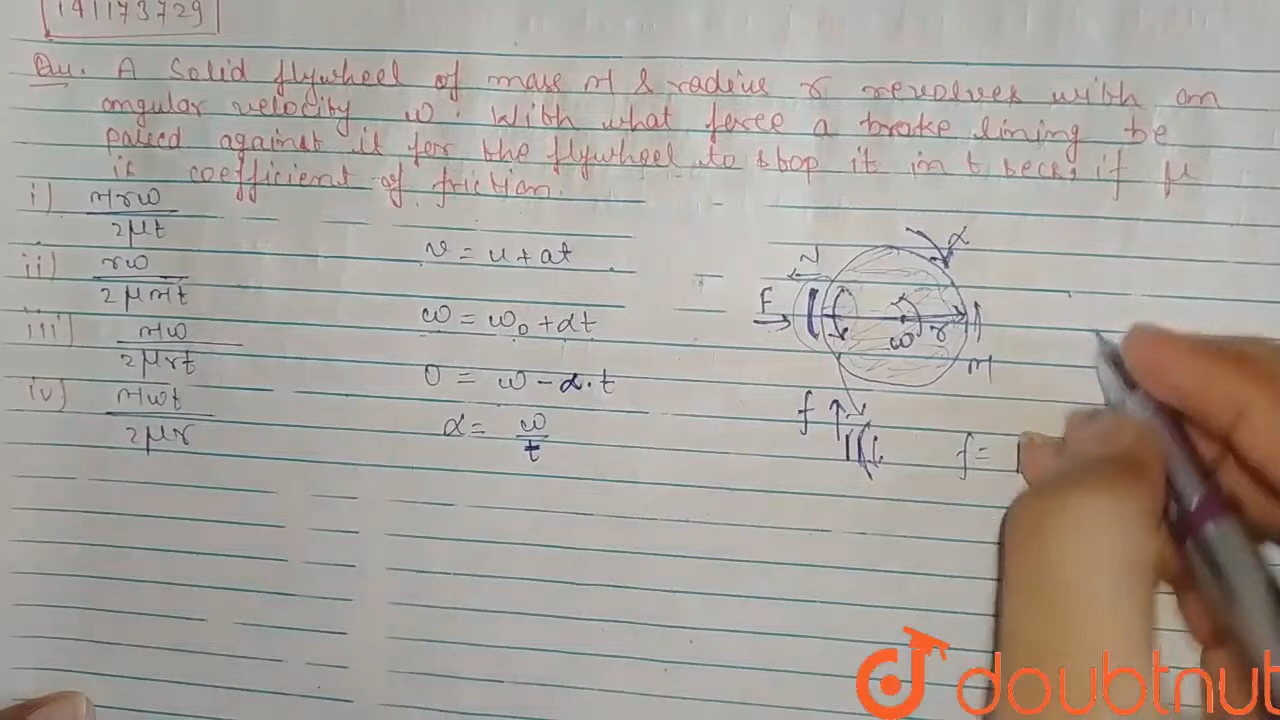 141173729
Qu. A Solid flywheel of mass M & radius r revolves with an
angular velocity ω. With what force a brake lining be
paced against it for the flywheel to stop it in t secs, if μ
is coefficient of friction.
i) Mrω / 2μt
ii) rω / 2μMt
iii) Mω / 2μrt
iv) Mωt / 2μr
v = u + at
ω = ω₀ + αt
0 = ω - α.t
α = ω / t
α
N
F
ω r
M
f
f =
doubtnut